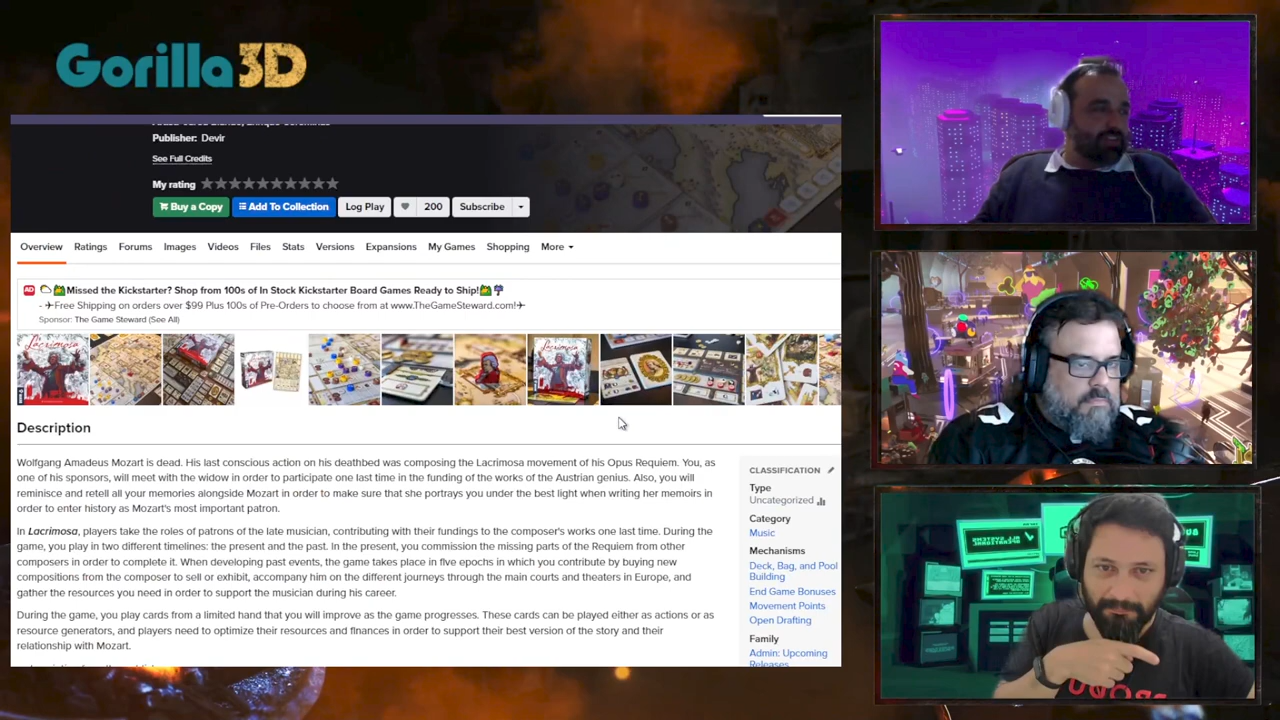 Gorilla3D
Publisher: Devir
See Full Credits
My rating
Buy a Copy
Add To Collection
Log Play
200
Subscribe
Overview
Ratings
Forums
Images
Videos
Files
Stats
Versions
Expansions
My Games
Shopping
More
AD
Missed the Kickstarter? Shop from 100s of In Stock Kickstarter Board Games Ready to Ship!
- ✈Free Shipping on orders over $99 Plus 100s of Pre-Orders to choose from at www.TheGameSteward.com!✈
Sponsor: The Game Steward (See All)
Lacrimosa
Lacrimosa
Description
Wolfgang Amadeus Mozart is dead. His last conscious action on his deathbed was composing the Lacrimosa movement of his Opus Requiem. You, as
one of his sponsors, will meet with the widow in order to participate one last time in the funding of the works of the Austrian genius. Also, you will
reminisce and retell all your memories alongside Mozart in order to make sure that she portrays you under the best light when writing her memoirs in
order to enter history as Mozart's most important patron.
In Lacrimosa, players take the roles of patrons of the late musician, contributing with their fundings to the composer's works one last time. During the
game, you play in two different timelines: the present and the past. In the present, you commission the missing parts of the Requiem from other
composers in order to complete it. When developing past events, the game takes place in five epochs in which you contribute by buying new
compositions from the composer to sell or exhibit, accompany him on the different journeys through the main courts and theaters in Europe, and
gather the resources you need in order to support the musician during his career.
During the game, you play cards from a limited hand that you will improve as the game progresses. These cards can be played either as actions or as
resource generators, and players need to optimize their resources and finances in order to support their best version of the story and their
relationship with Mozart.
CLASSIFICATION
Type
Uncategorized
Category
Music
Mechanisms
Deck, Bag, and Pool
Building
End Game Bonuses
Movement Points
Open Drafting
Family
Admin: Upcoming
Releases